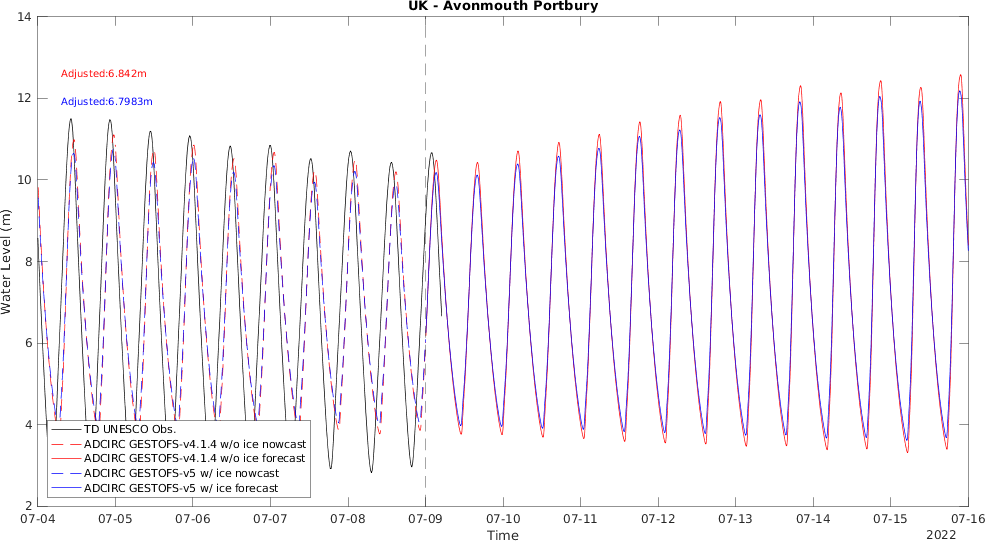 UK - Avonmouth Portbury
14
12
10
8
6
4
2
Water Level (m)
Adjusted:6.842m
Adjusted:6.7983m
TD UNESCO Obs.
ADCIRC GESTOFS-v4.1.4 w/o ice nowcast
ADCIRC GESTOFS-v4.1.4 w/o ice forecast
ADCIRC GESTOFS-v5 w/ ice nowcast
ADCIRC GESTOFS-v5 w/ ice forecast
07-04 07-05 07-06 07-07 07-08 07-09 07-10 07-11 07-12 07-13 07-14 07-15 07-16
Time
2022